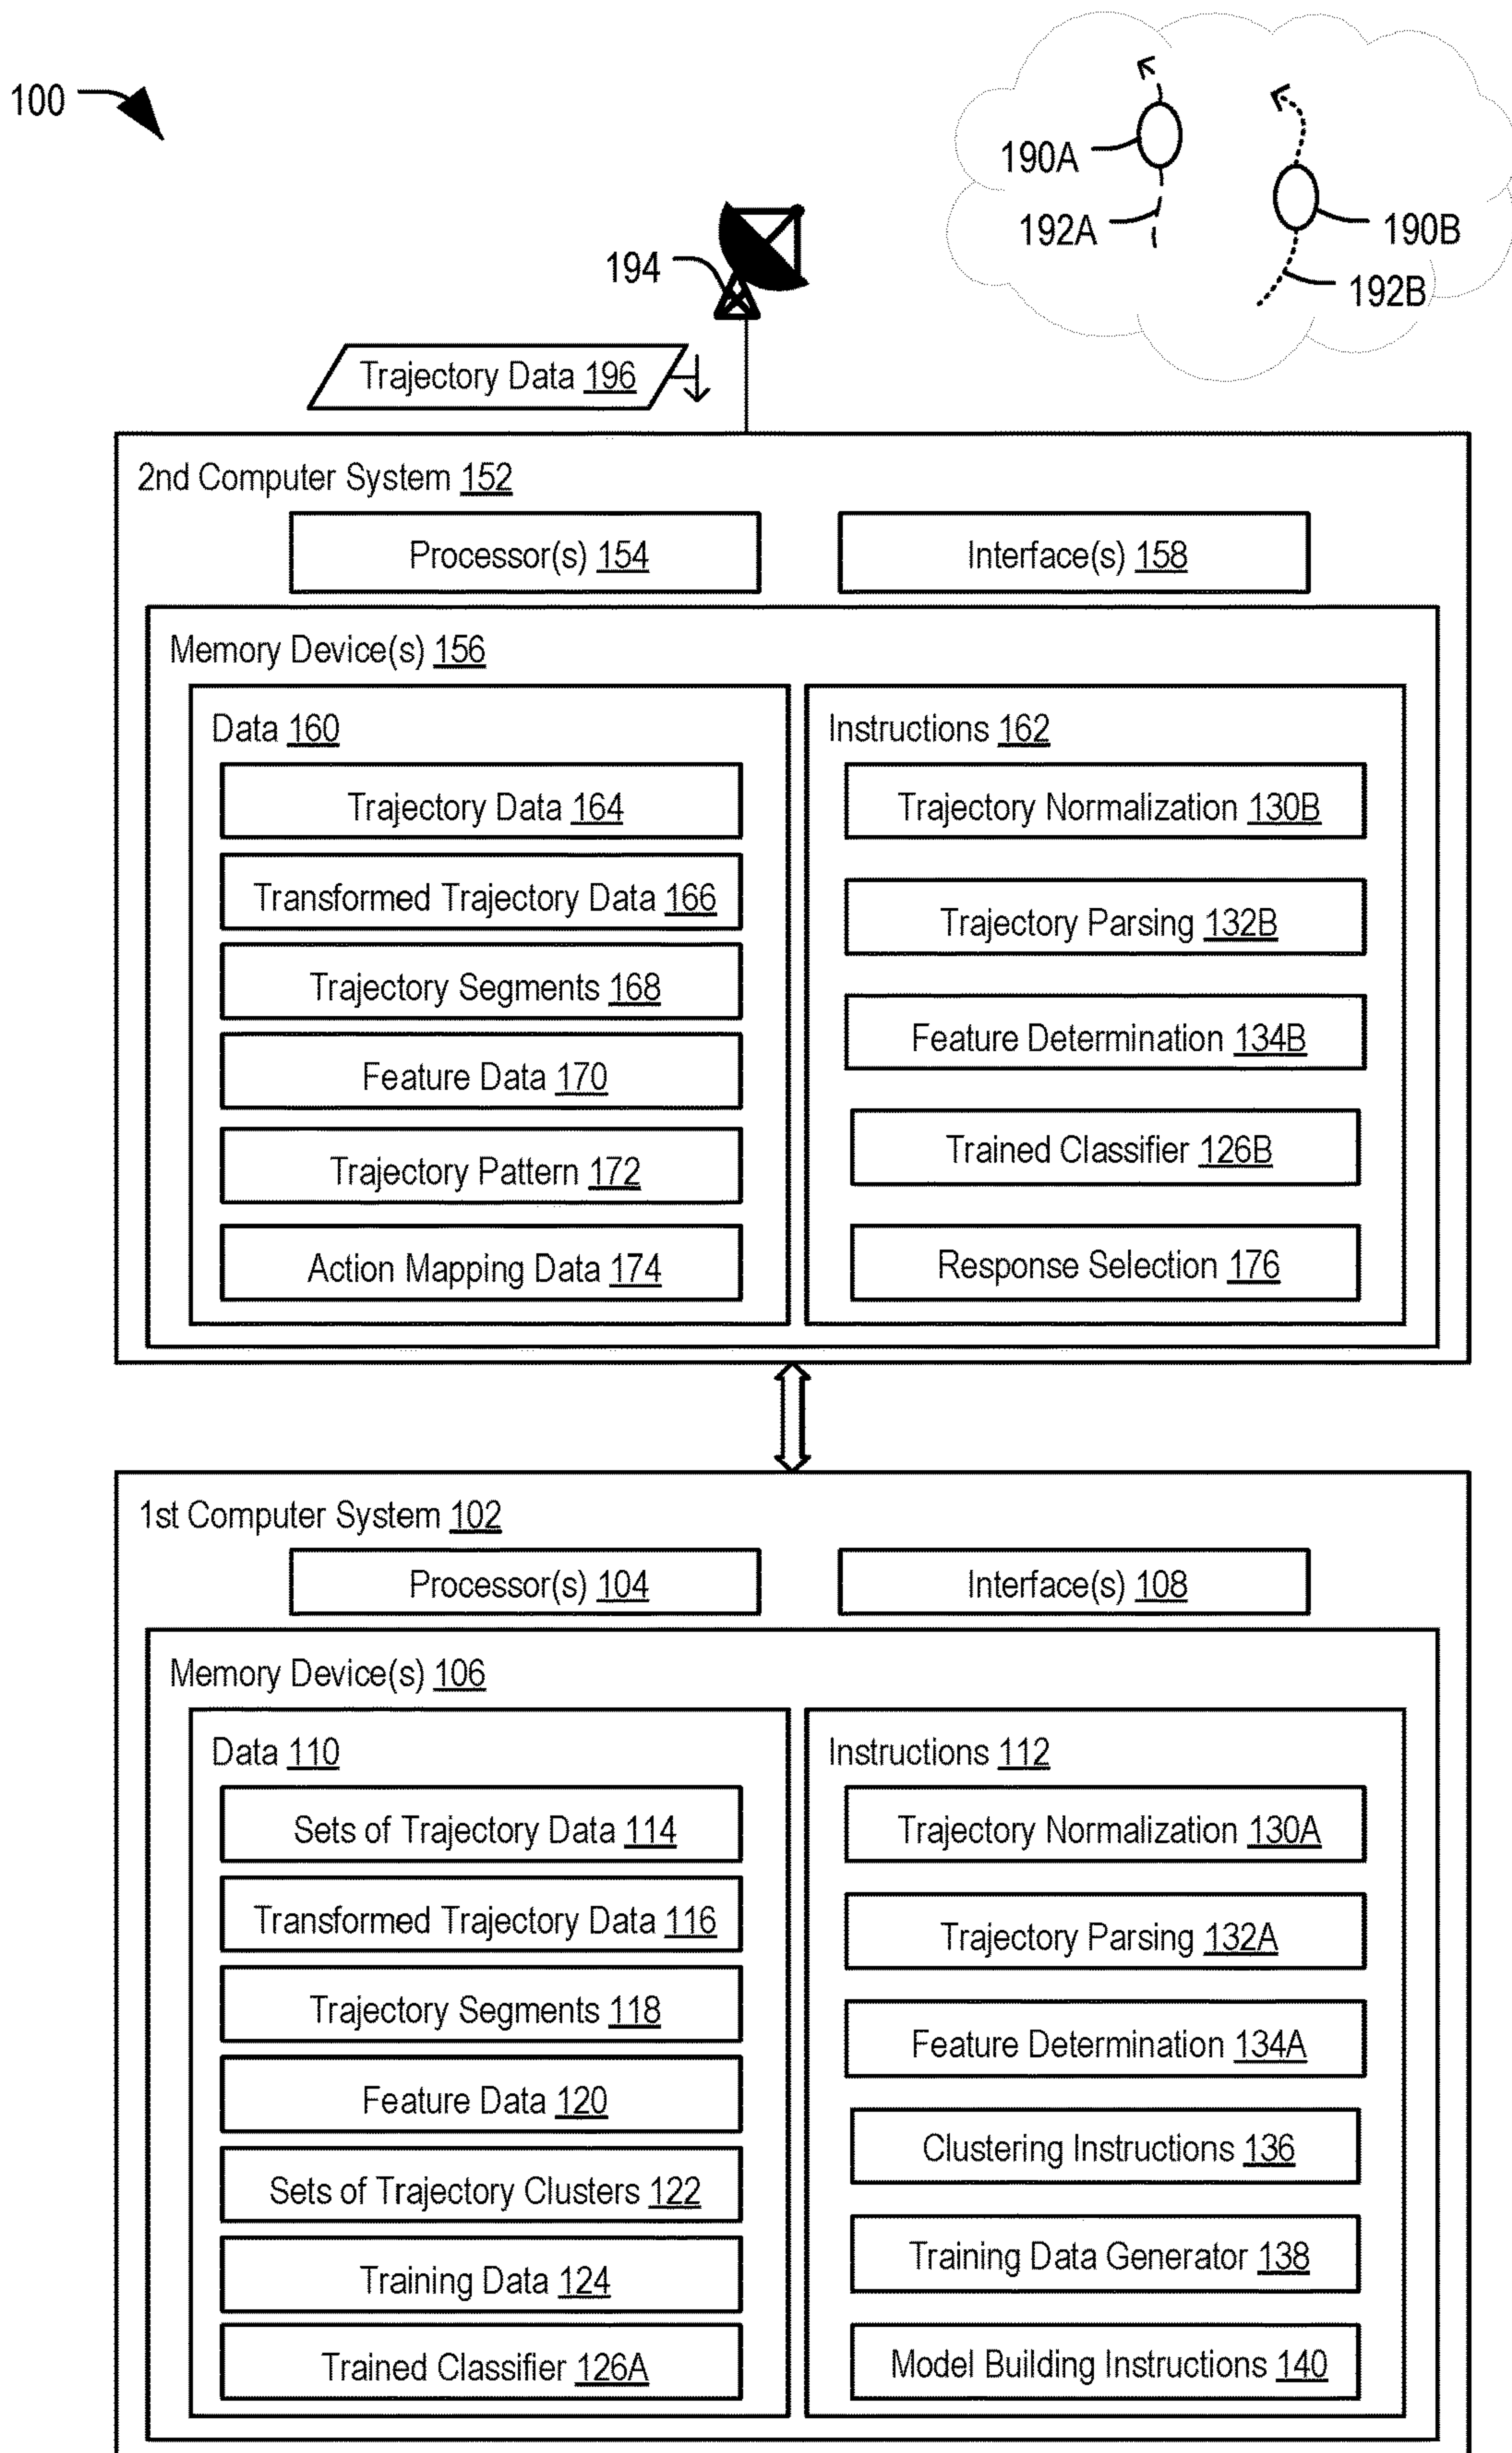 100
190A
192A
190B
192B
194
Trajectory Data 196
2nd Computer System 152
Processor(s) 154
Interface(s) 158
Memory Device(s) 156
Data 160
Trajectory Data 164
Transformed Trajectory Data 166
Trajectory Segments 168
Feature Data 170
Trajectory Pattern 172
Action Mapping Data 174
Instructions 162
Trajectory Normalization 130B
Trajectory Parsing 132B
Feature Determination 134B
Trained Classifier 126B
Response Selection 176
1st Computer System 102
Processor(s) 104
Interface(s) 108
Memory Device(s) 106
Data 110
Sets of Trajectory Data 114
Transformed Trajectory Data 116
Trajectory Segments 118
Feature Data 120
Sets of Trajectory Clusters 122
Training Data 124
Trained Classifier 126A
Instructions 112
Trajectory Normalization 130A
Trajectory Parsing 132A
Feature Determination 134A
Clustering Instructions 136
Training Data Generator 138
Model Building Instructions 140